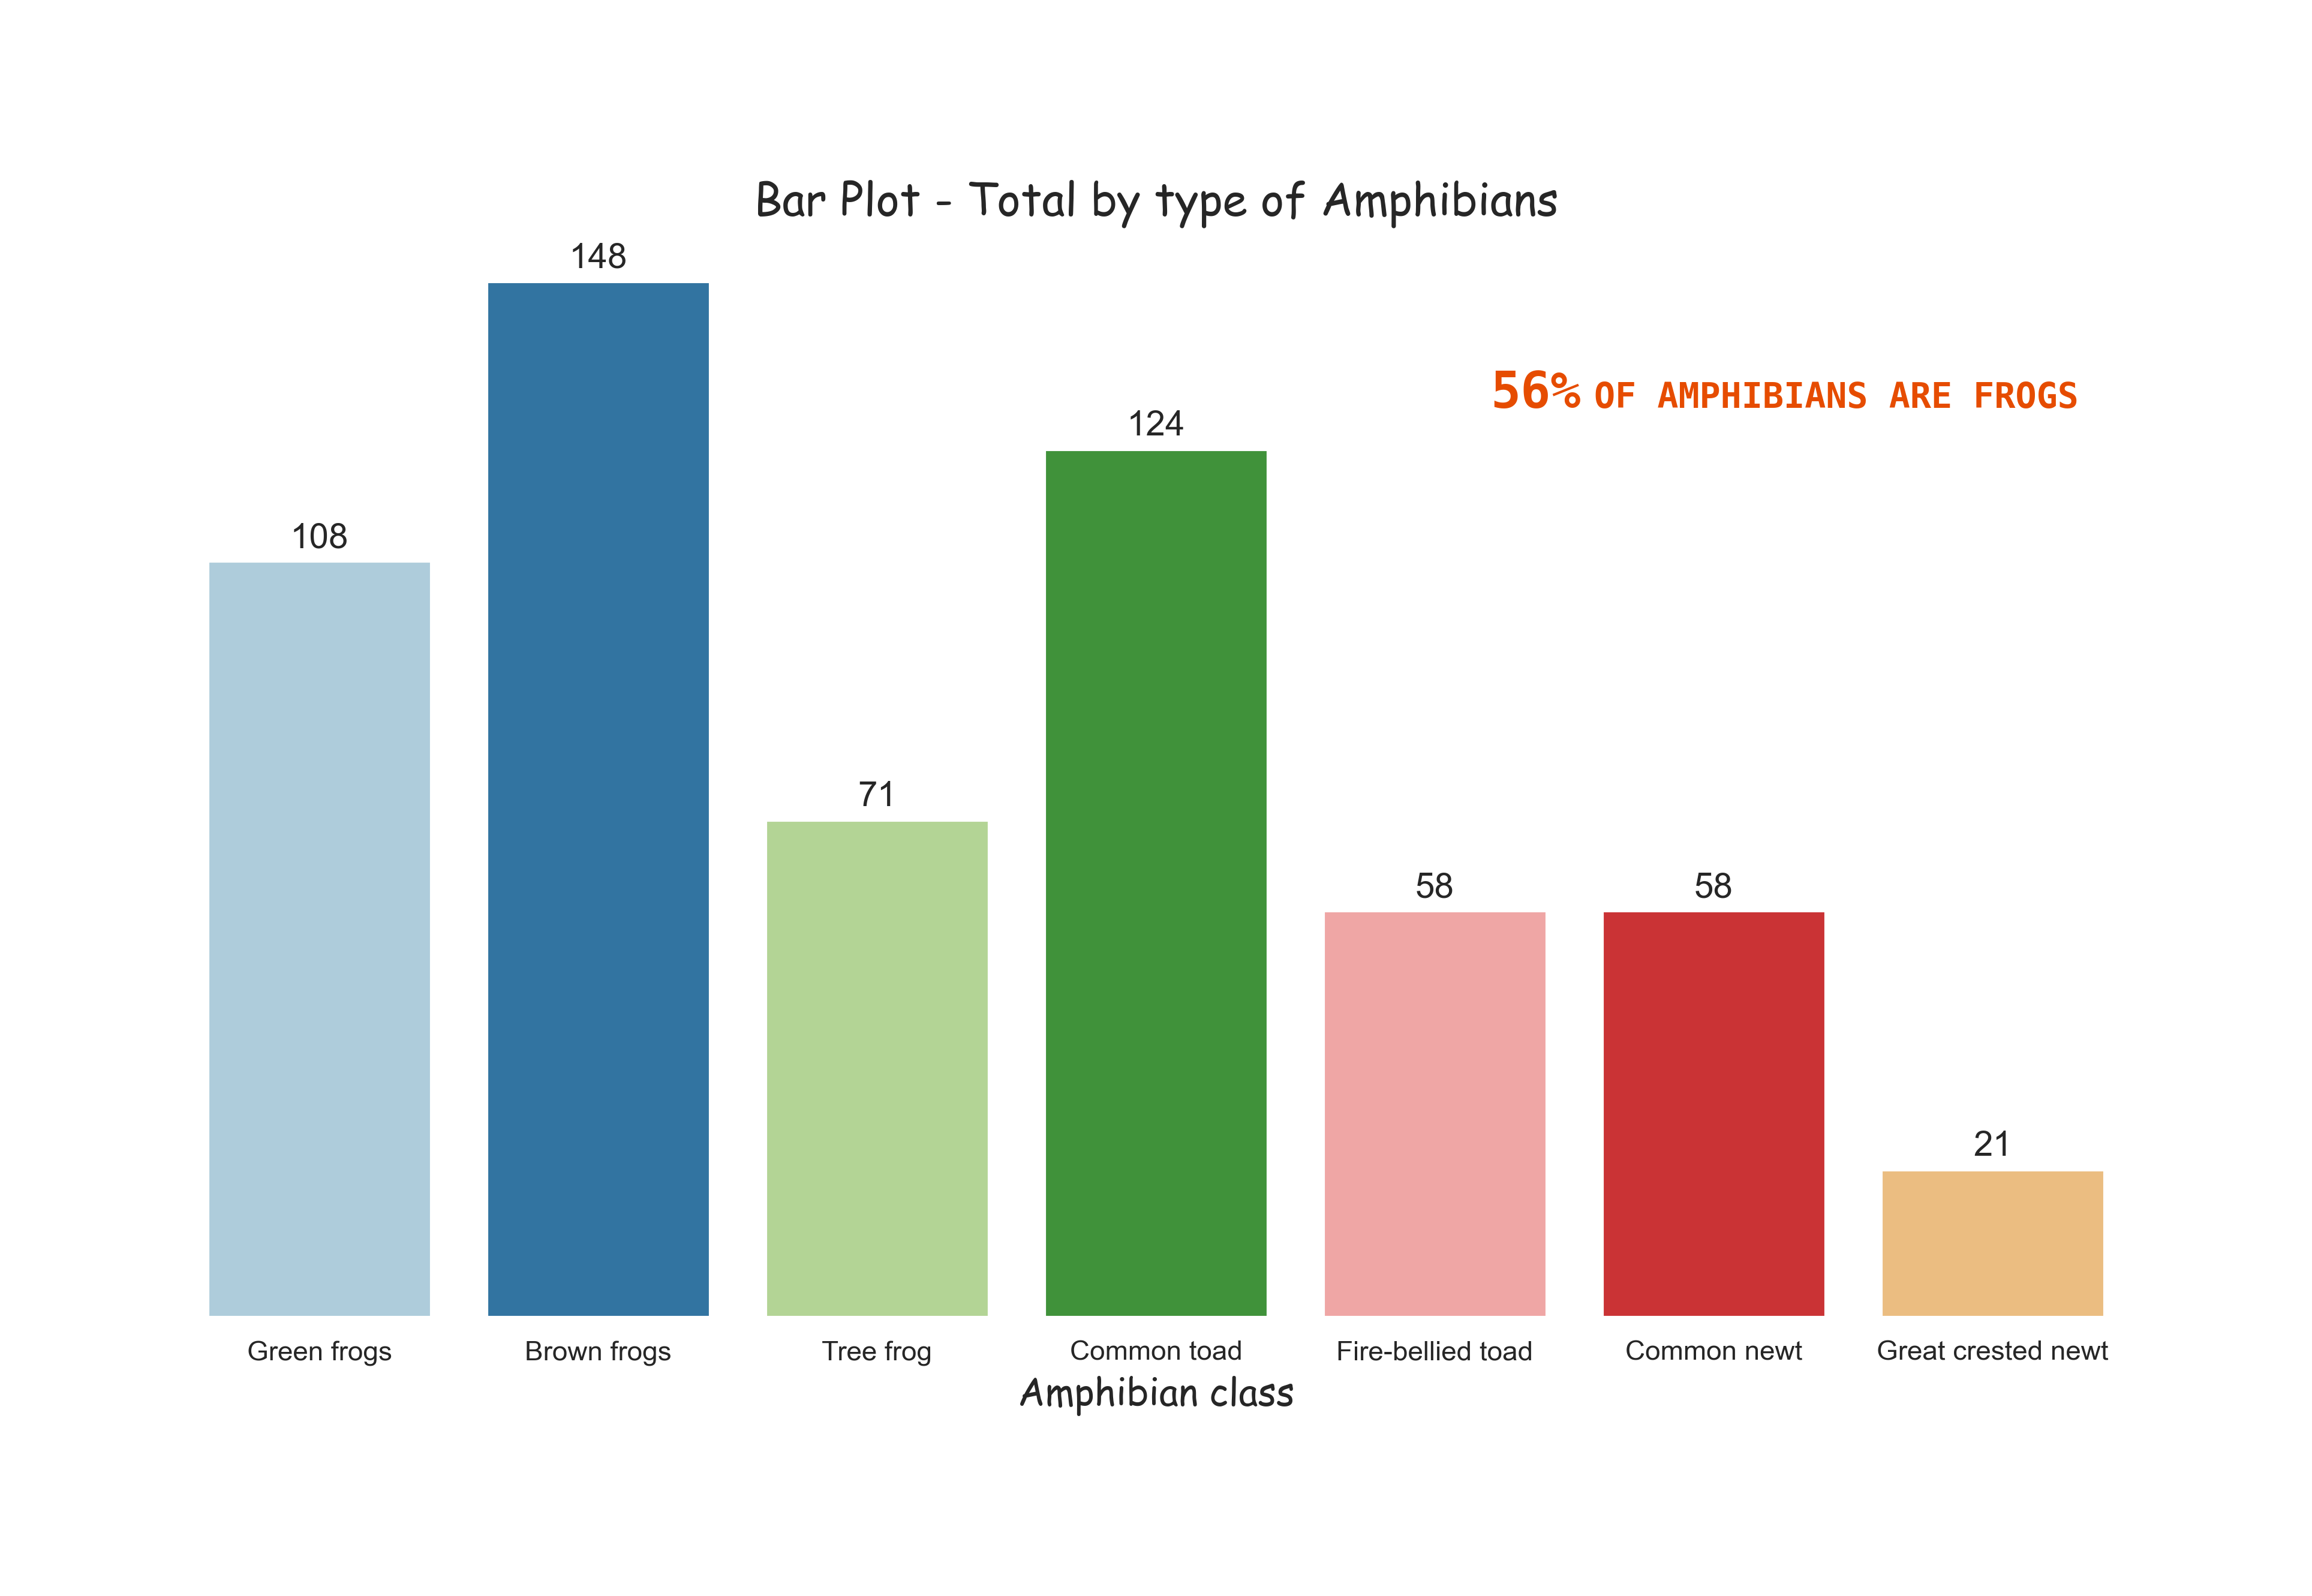 Bar Plot - Total by type of Amphibians
148
56% OF AMPHIBIANS ARE FROGS
124
108
71
58 58
21
Green frogs Brown frogs Tree frog Common toad Fire-bellied toad Common newt Great crested newt
Amphibian class